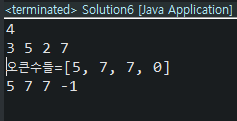 <terminated> Solution6 [Java Application]
4
3 5 2 7
오큰수들=[5, 7, 7, 0]
5 7 7 -1